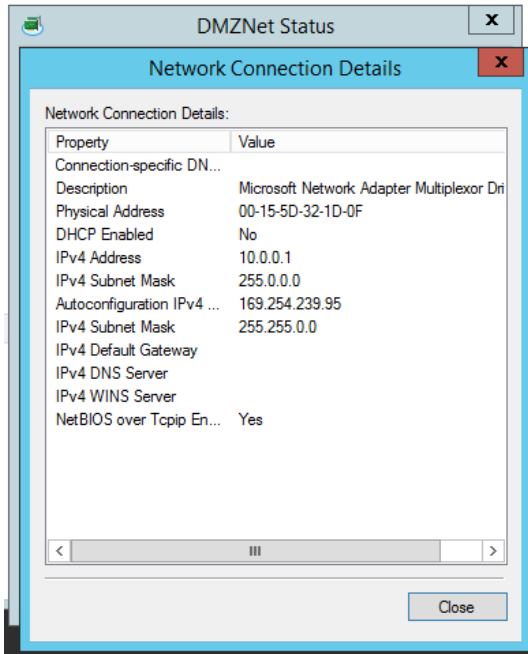 DMZNet Status
x
Network Connection Details
x
Network Connection Details:
Property Value
Connection-specific DN...
Description Microsoft Network Adapter Multiplexor Dri
Physical Address 00-15-5D-32-1D-0F
DHCP Enabled No
IPv4 Address 10.0.0.1
IPv4 Subnet Mask 255.0.0.0
Autoconfiguration IPv4 ... 169.254.239.95
IPv4 Subnet Mask 255.255.0.0
IPv4 Default Gateway
IPv4 DNS Server
IPv4 WINS Server
NetBIOS over Tcpip En... Yes
Close